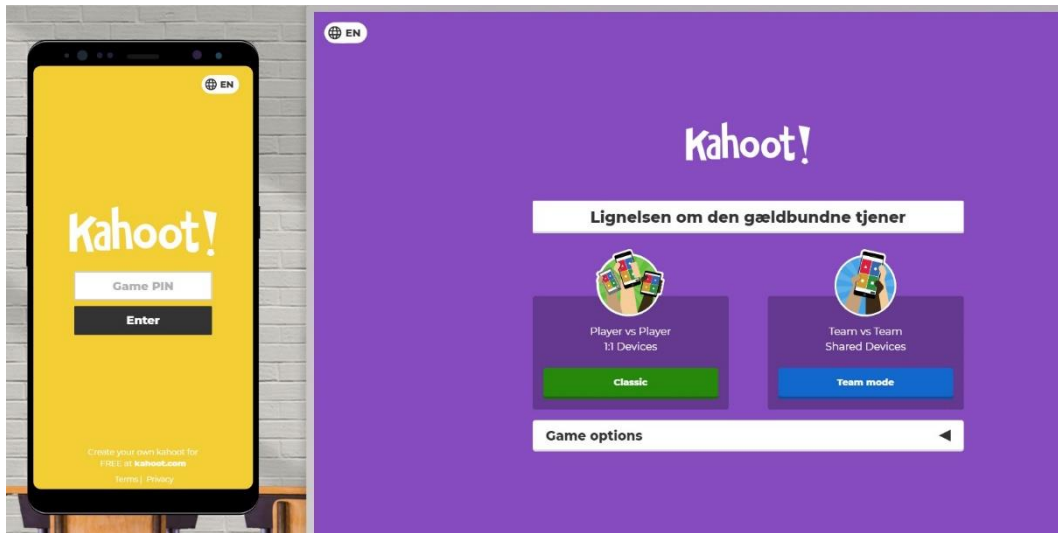 EN
Kahoot!
Game PIN
Enter
Create your own kahoot for
FREE at kahoot.com
Terms | Privacy
EN
Kahoot!
Lignelsen om den gældbundne tjener
Player vs Player
1:1 Devices
Classic
Team vs Team
Shared Devices
Team mode
Game options